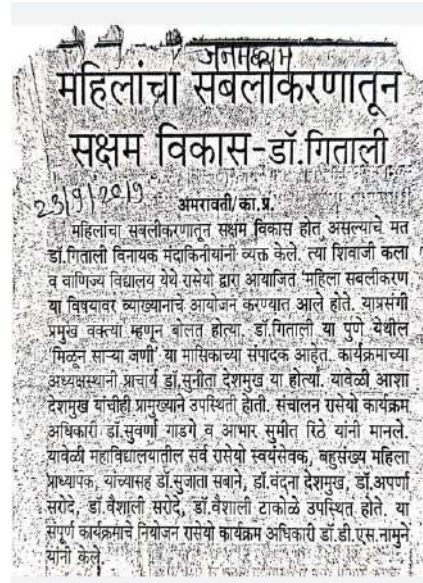 जनमाध्यम
महिलांचा सबलीकरणातून
सक्षम विकास-डॉ.गिताली
23/9/2019
अमरावती/का.प्र.
महिलांचा सबलीकरणातून सक्षम विकास होत असल्याचे मत
डॉ.गिताली विनायक मंदाकिनीयांनी व्यक्त केले. त्या शिवाजी कला
व वाणिज्य विद्यालय येथे रासेयो द्वारा आयोजित 'महिला सबलीकरण
या विषयावर व्याख्यानाचे आयोजन करण्यात आले होते. याप्रसंगी
प्रमुख वक्त्या म्हणून बोलत होत्या. डॉ.गिताली या पुणे येथील
'मिळून साऱ्या जणी' या मासिकाच्या संपादक आहेत. कार्यक्रमाच्या
अध्यक्षस्थानी प्राचार्य डॉ.सुनीता देशमुख या होत्या. यावेळी आशा
देशमुख यांचीही प्रामुख्याने उपस्थिती होती. संचालन रासेयो कार्यक्रम
अधिकारी डॉ.सुवर्णा गाडगे व आभार सुमीत रिठे यांनी मानले.
यावेळी महाविद्यालयातील सर्व रासेयो स्वयंसेवक, बहुसंख्य महिला
प्राध्यापक, यांच्यासह डॉ.सुजाता सबाने, डॉ.वंदना देशमुख, डॉ.अपर्णा
सरोदे, डॉ.वैशाली सरोदे, डॉ.वैशाली टाकोळे उपस्थित होते. या
संपूर्ण कार्यक्रमाचे नियोजन रासेयो कार्यक्रम अधिकारी डॉ.डी.एस.नामुने
यांनी केले.